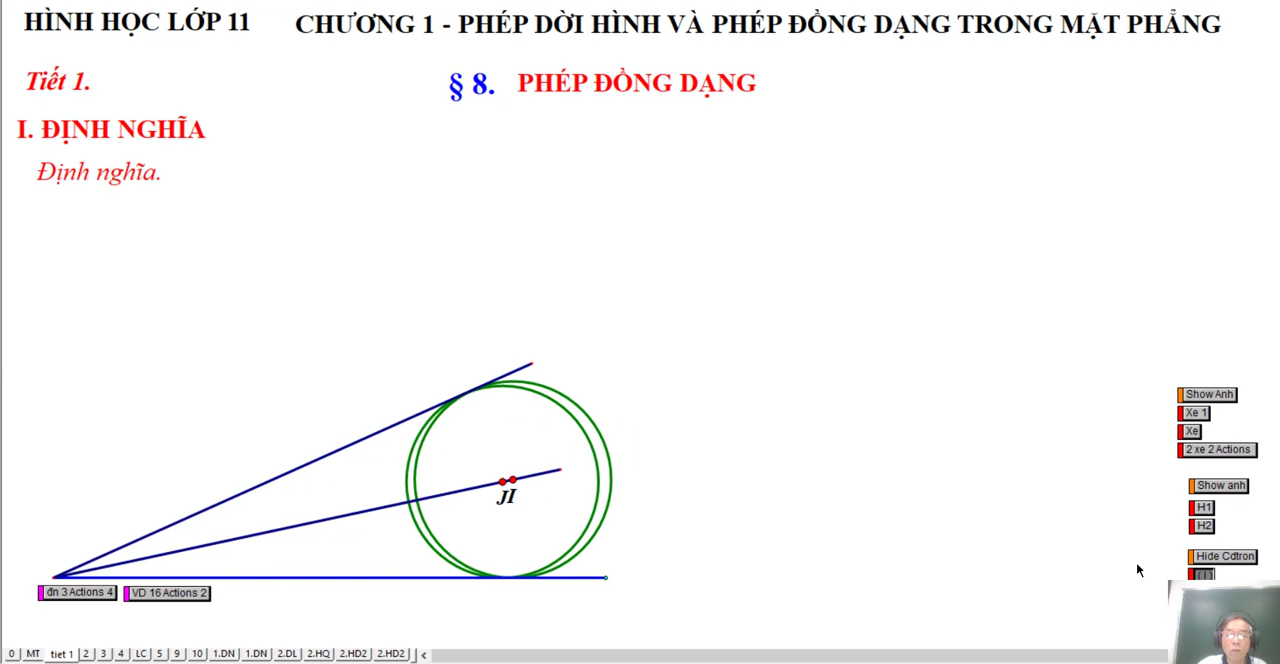 HÌNH HỌC LỚP 11 CHƯƠNG 1 - PHÉP DỜI HÌNH VÀ PHÉP ĐỒNG DẠNG TRONG MẶT PHẲNG
Tiết 1. § 8. PHÉP ĐỒNG DẠNG
I. ĐỊNH NGHĨA
Định nghĩa.
Show Anh
Xe 1
Xe
2 xe 2 Actions
Show anh
JI
H1
H2
Hide Cdtron
( I )
đn 3 Actions 4 VD 16 Actions 2
0 MT tiet 1 2 3 4 LC 5 9 10 1.DN 1.DN 2.DL 2.HQ 2.HD2 2.HD2 <